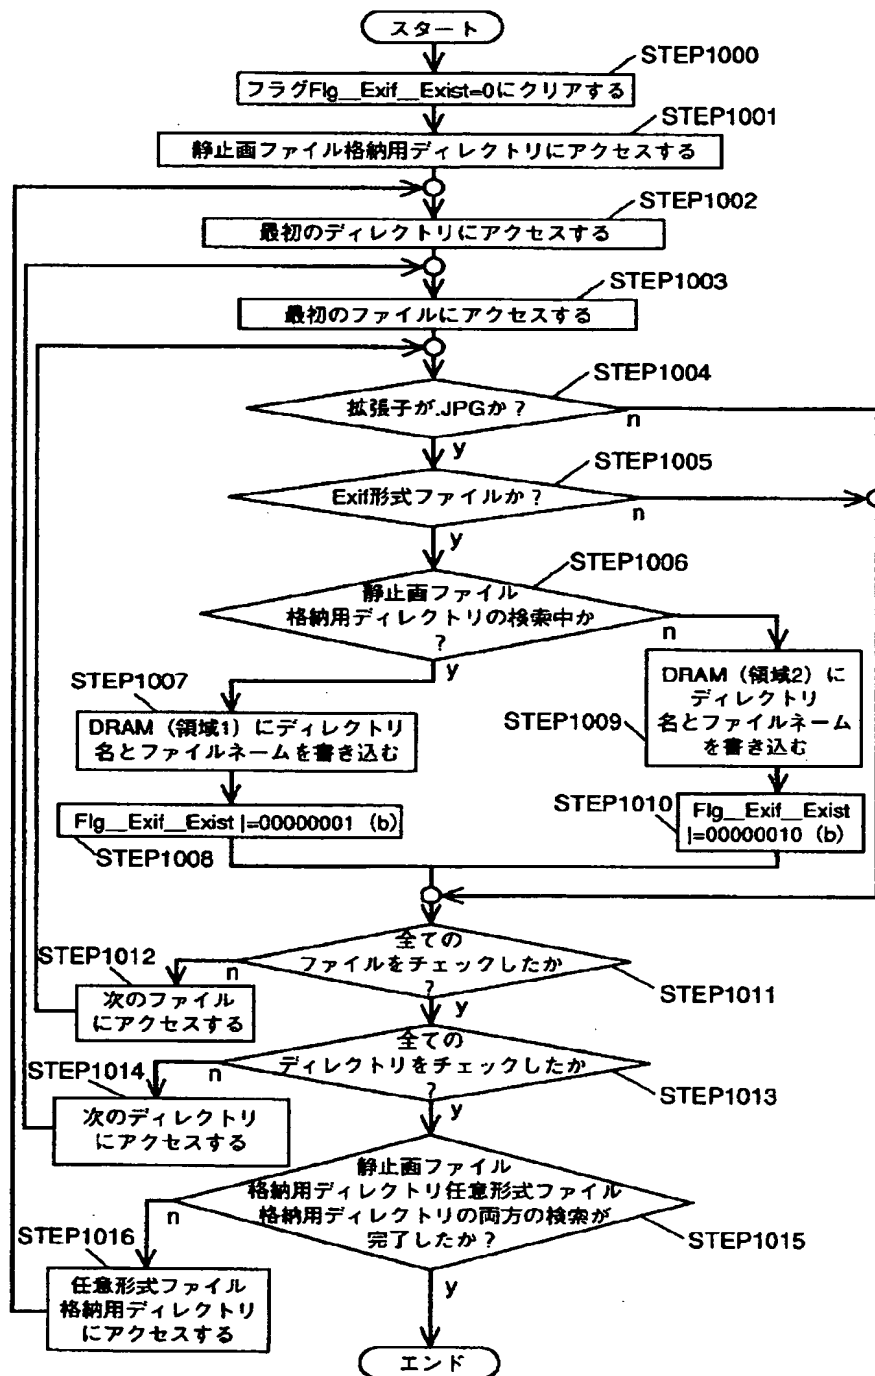 スタート
STEP1000
フラグFlg__Exif__Exist=0にクリアする
STEP1001
静止画ファイル格納用ディレクトリにアクセスする
STEP1002
最初のディレクトリにアクセスする
STEP1003
最初のファイルにアクセスする
STEP1004
拡張子が.JPGか?
n
y
STEP1005
Exif形式ファイルか?
n
y
STEP1006
静止画ファイル
格納用ディレクトリの検索中か
?
n
y
STEP1007
DRAM(領域1)にディレクトリ
名とファイルネームを書き込む
Flg__Exif__Exist |=00000001 (b)
STEP1008
DRAM(領域2)に
ディレクトリ
名とファイルネーム
を書き込む
STEP1009
STEP1010
Flg__Exif__Exist
|=00000010 (b)
全ての
ファイルをチェックしたか
?
STEP1011
n
y
STEP1012
次のファイル
にアクセスする
全ての
ディレクトリをチェックしたか
?
STEP1013
n
y
STEP1014
次のディレクトリ
にアクセスする
静止画ファイル
格納用ディレクトリ任意形式ファイル
格納用ディレクトリの両方の検索が
完了したか?
STEP1015
n
y
STEP1016
任意形式ファイル
格納用ディレクトリ
にアクセスする
エンド